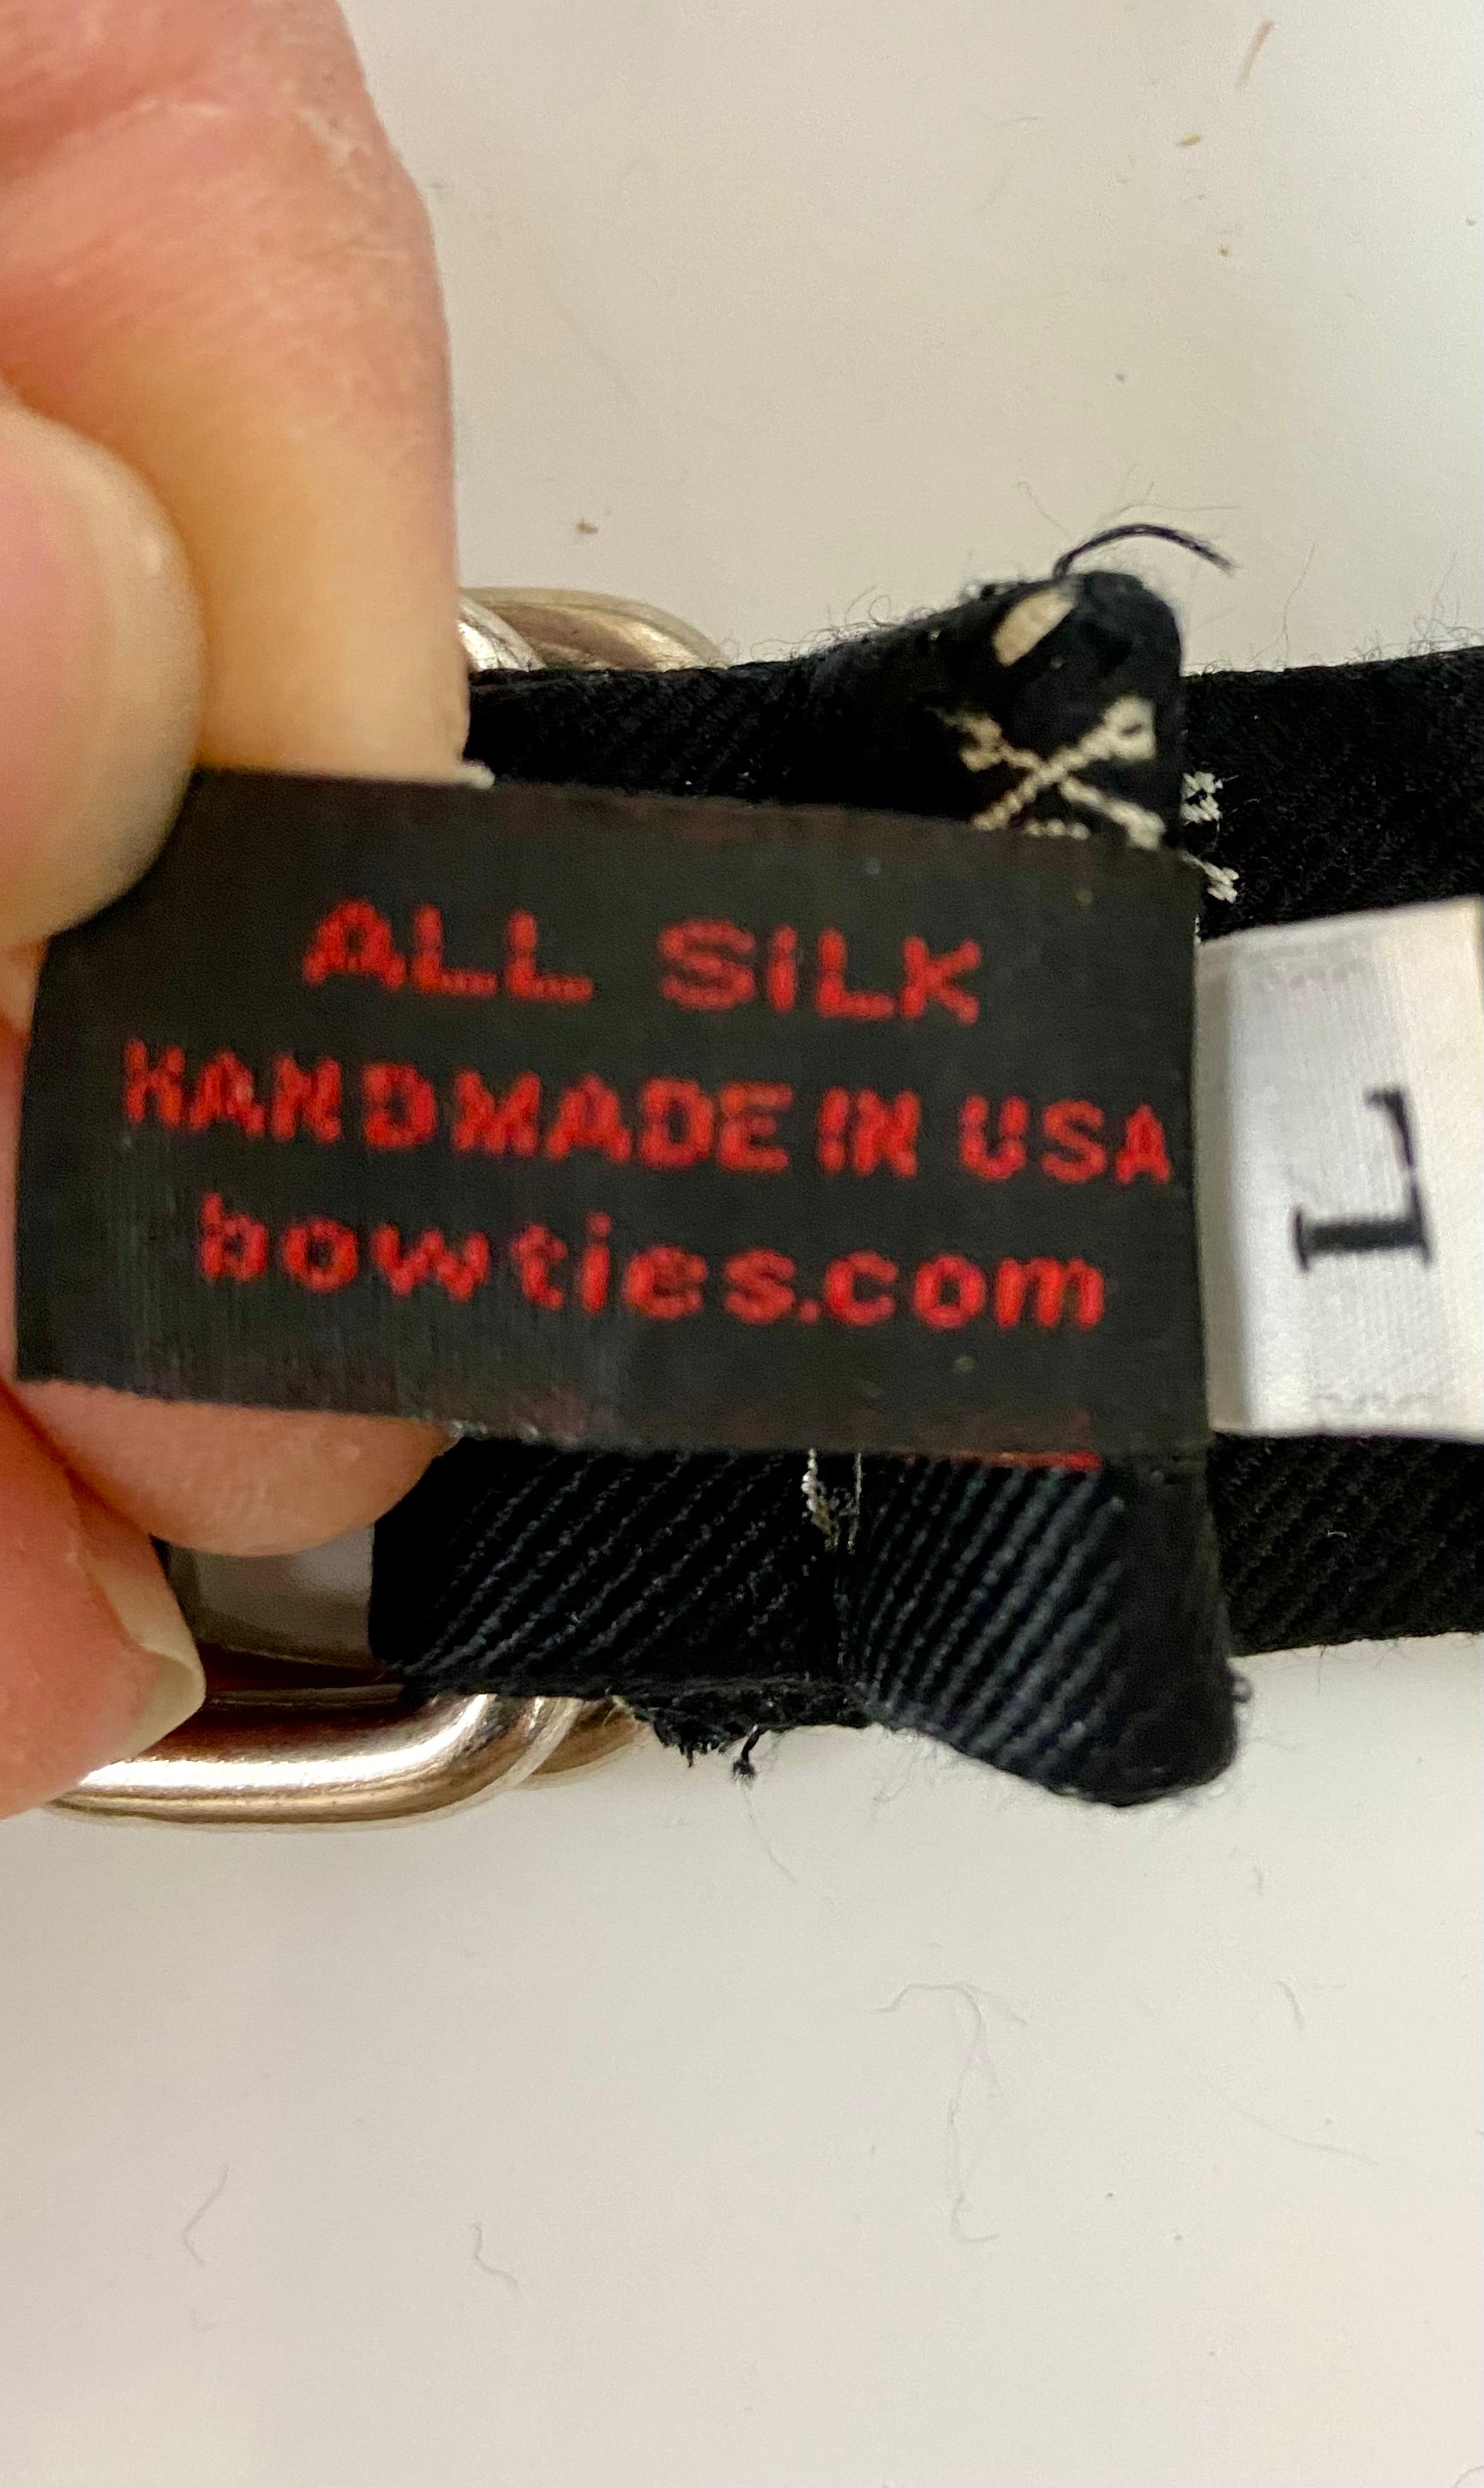 ALL SiLK
HANDMADE IN USA
bowties.com
L